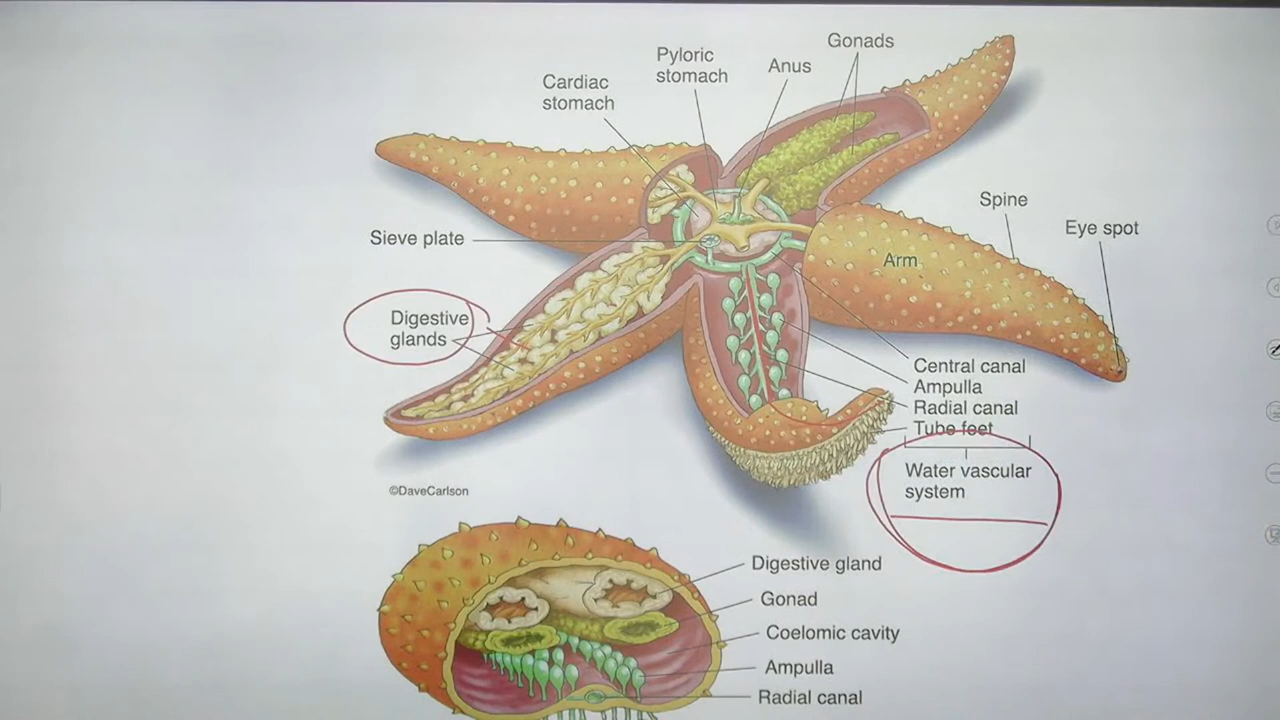 Gonads
Pyloric
stomach
Anus
Cardiac
stomach
Spine
Eye spot
Sieve plate
Arm
Digestive
glands
Central canal
Ampulla
Radial canal
Tube feet
Water vascular
system
©DaveCarlson
Digestive gland
Gonad
Coelomic cavity
Ampulla
Radial canal